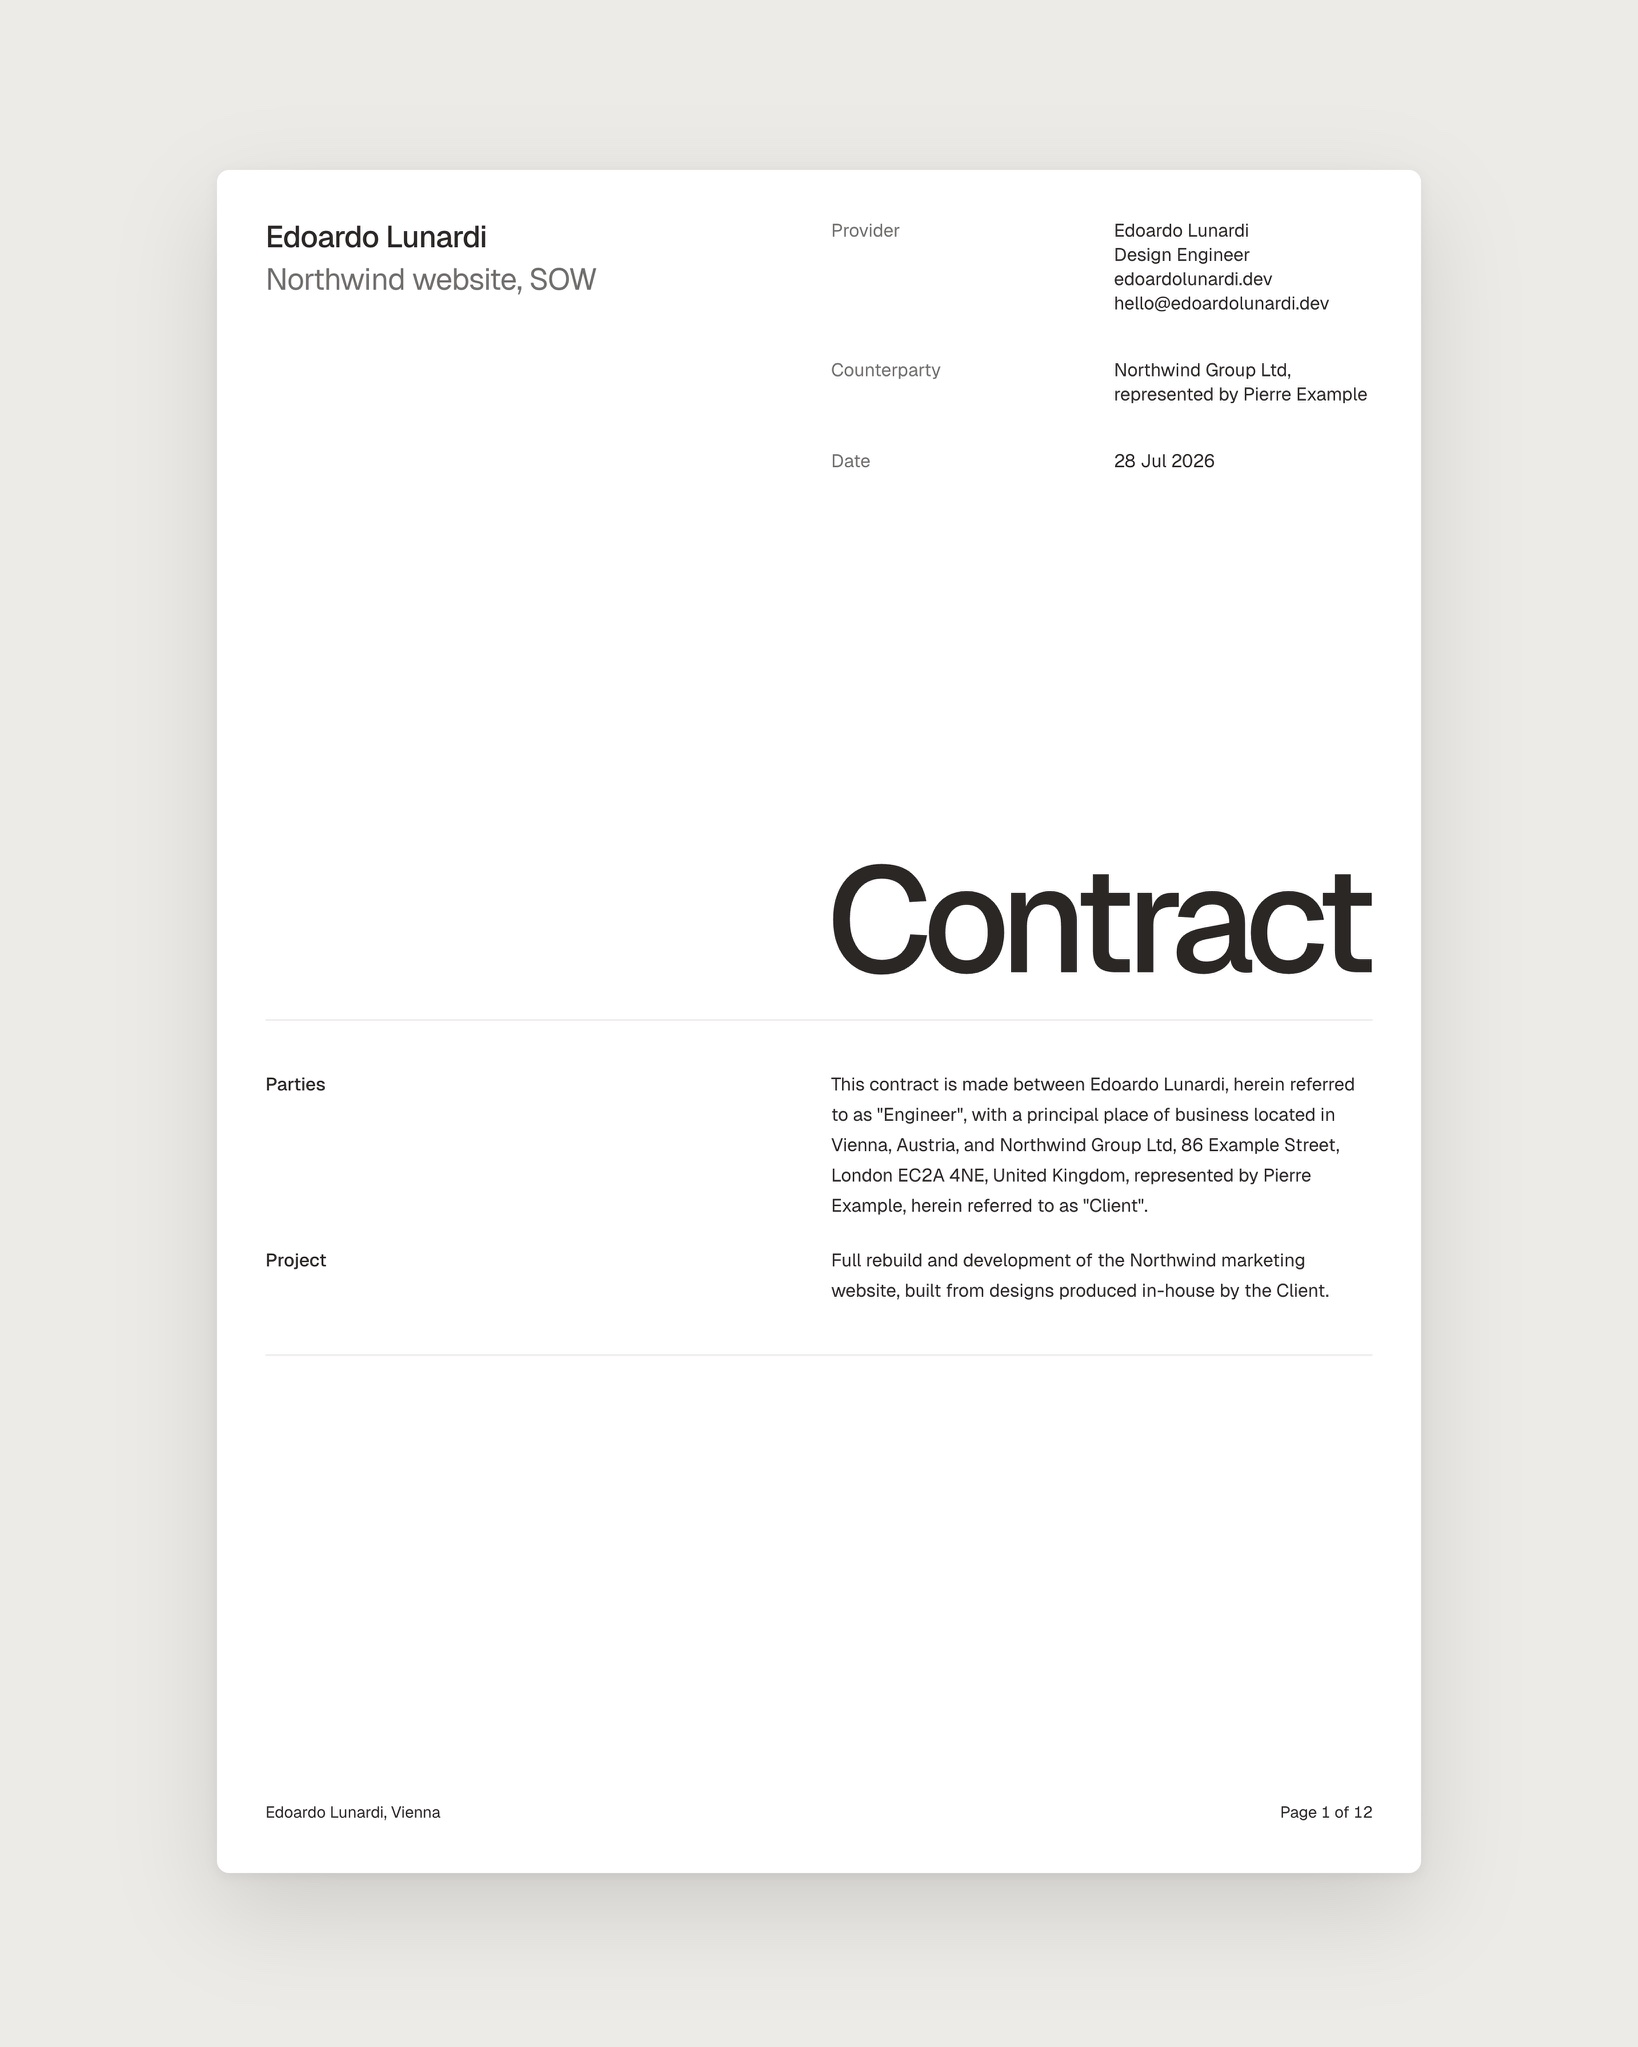 Edoardo Lunardi
Northwind website, SOW
Provider
Edoardo Lunardi
Design Engineer
edoardolunardi.dev
hello@edoardolunardi.dev
Counterparty
Northwind Group Ltd,
represented by Pierre Example
Date
28 Jul 2026
Contract
Parties
This contract is made between Edoardo Lunardi, herein referred
to as "Engineer", with a principal place of business located in
Vienna, Austria, and Northwind Group Ltd, 86 Example Street,
London EC2A 4NE, United Kingdom, represented by Pierre
Example, herein referred to as "Client".
Project
Full rebuild and development of the Northwind marketing
website, built from designs produced in-house by the Client.
Edoardo Lunardi, Vienna
Page 1 of 12